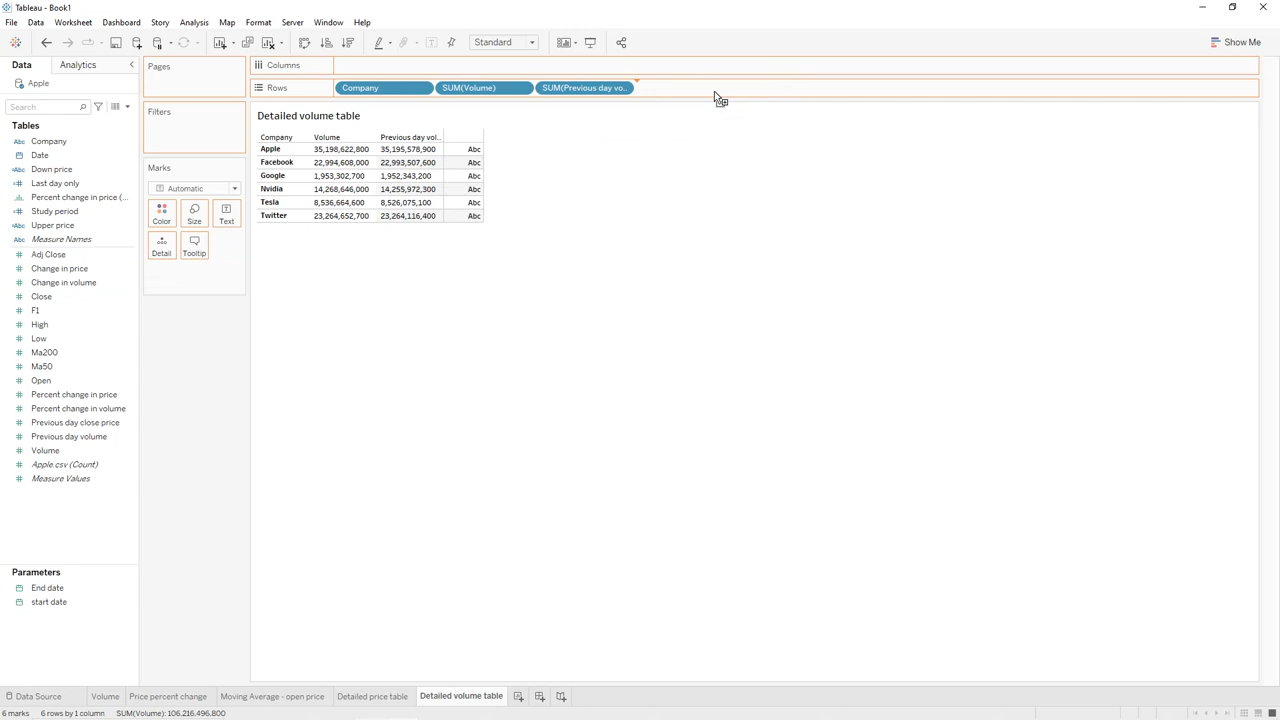 Tableau - Book1
File Data Worksheet Dashboard Story Analysis Map Format Server Window Help
Standard
Show Me
Data Analytics
Apple
Search
Tables
Abc Company
Date
Abc Down price
Last day only
Percent change in price (...
Study period
Abc Upper price
Abc Measure Names
Adj Close
Change in price
Change in volume
Close
F1
High
Low
Ma200
Ma50
Open
Percent change in price
Percent change in volume
Previous day close price
Previous day volume
Volume
Apple.csv (Count)
Measure Values
Parameters
End date
start date
Pages
Filters
Marks
Automatic
Color Size Text
Detail Tooltip
Columns
Rows Company SUM(Volume) SUM(Previous day vo..
Detailed volume table
Company Volume Previous day vol..
Apple 35,198,622,800 35,195,578,900 Abc
Facebook 22,994,608,000 22,993,507,600 Abc
Google 1,953,302,700 1,952,343,200 Abc
Nvidia 14,268,646,000 14,255,972,300 Abc
Tesla 8,536,664,600 8,526,075,100 Abc
Twitter 23,264,652,700 23,264,116,400 Abc
Data Source Volume Price percent change Moving Average - open price Detailed price table Detailed volume table
6 marks 6 rows by 1 column SUM(Volume): 106,216,496,800